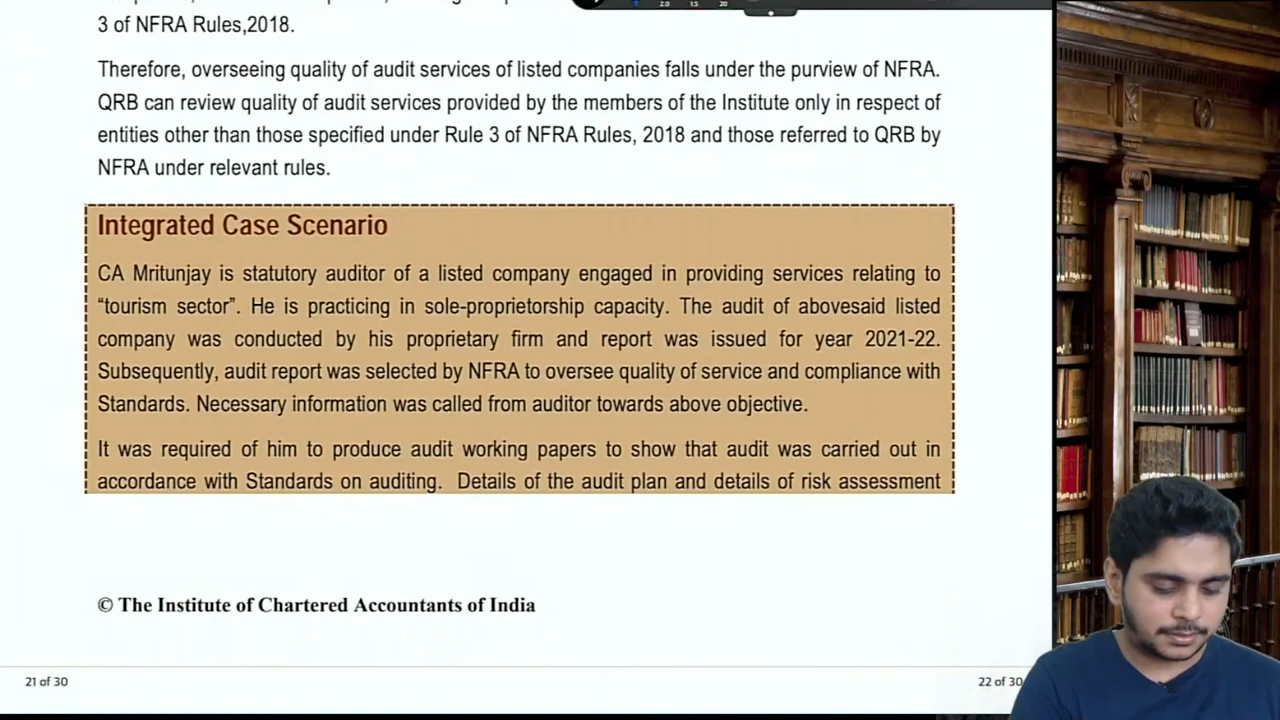 3 of NFRA Rules,2018.
Therefore, overseeing quality of audit services of listed companies falls under the purview of NFRA.
QRB can review quality of audit services provided by the members of the Institute only in respect of
entities other than those specified under Rule 3 of NFRA Rules, 2018 and those referred to QRB by
NFRA under relevant rules.
Integrated Case Scenario
CA Mritunjay is statutory auditor of a listed company engaged in providing services relating to
“tourism sector”. He is practicing in sole-proprietorship capacity. The audit of abovesaid listed
company was conducted by his proprietary firm and report was issued for year 2021-22.
Subsequently, audit report was selected by NFRA to oversee quality of service and compliance with
Standards. Necessary information was called from auditor towards above objective.
It was required of him to produce audit working papers to show that audit was carried out in
accordance with Standards on auditing. Details of the audit plan and details of risk assessment
© The Institute of Chartered Accountants of India
21 of 30
22 of 30